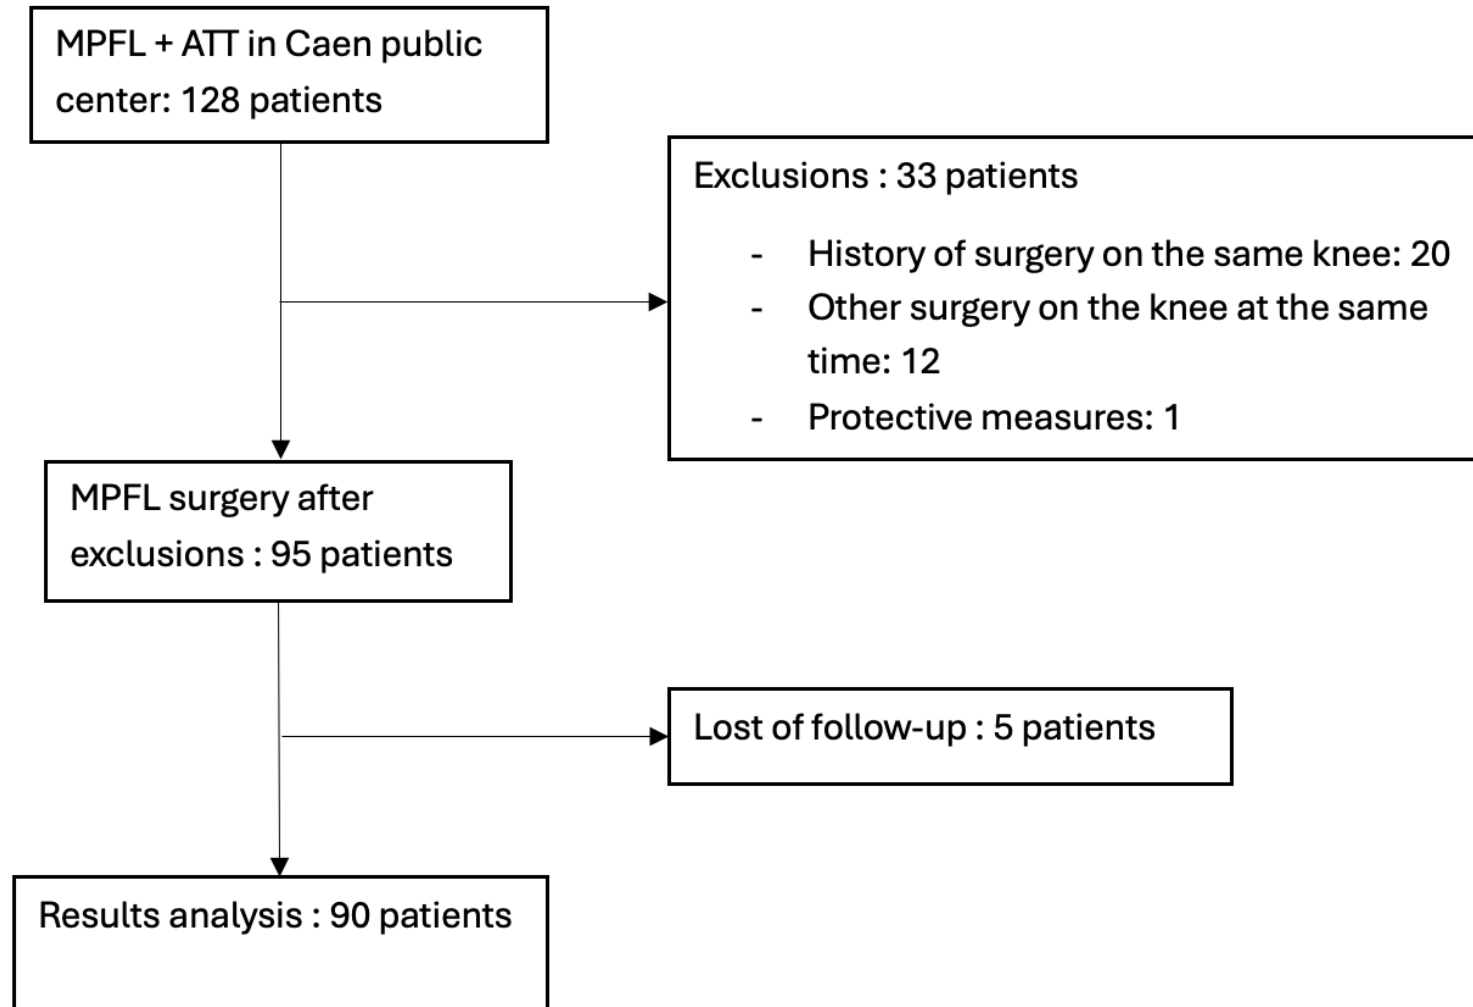 MPFL + ATT in Caen public
center: 128 patients
Exclusions : 33 patients
- History of surgery on the same knee: 20
- Other surgery on the knee at the same
time: 12
- Protective measures: 1
MPFL surgery after
exclusions : 95 patients
Lost of follow-up : 5 patients
Results analysis : 90 patients